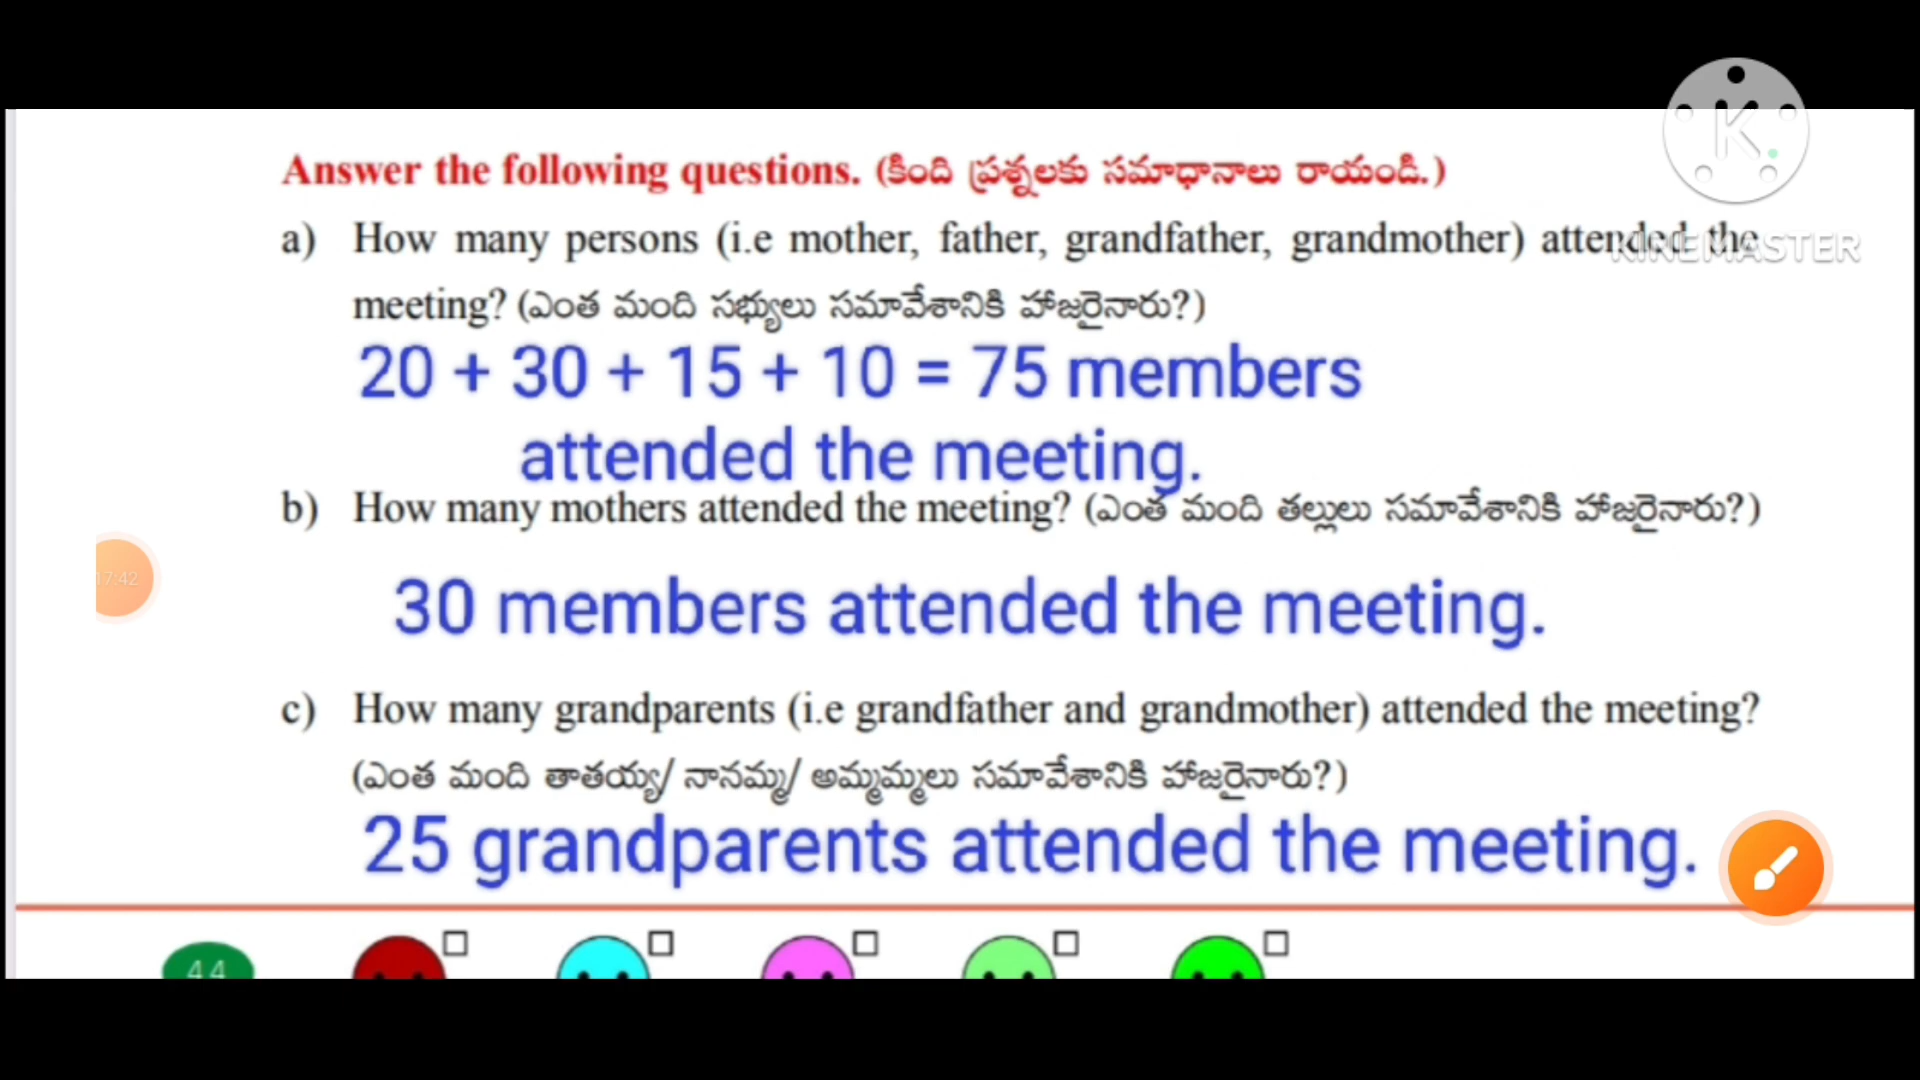 Answer the following questions. (కింది ప్రశ్నలకు సమాధానాలు రాయండి.)
a) How many persons (i.e mother, father, grandfather, grandmother) attended the
KINEMASTER
meeting? (ఎంత మంది సభ్యులు సమావేశానికి హాజరైనారు?)
20 + 30 + 15 + 10 = 75 members
attended the meeting.
b) How many mothers attended the meeting? (ఎంత మంది తల్లులు సమావేశానికి హాజరైనారు?)
17:42
30 members attended the meeting.
c) How many grandparents (i.e grandfather and grandmother) attended the meeting?
(ఎంత మంది తాతయ్య/ నానమ్మ/ అమ్మమ్మలు సమావేశానికి హాజరైనారు?)
25 grandparents attended the meeting.
44